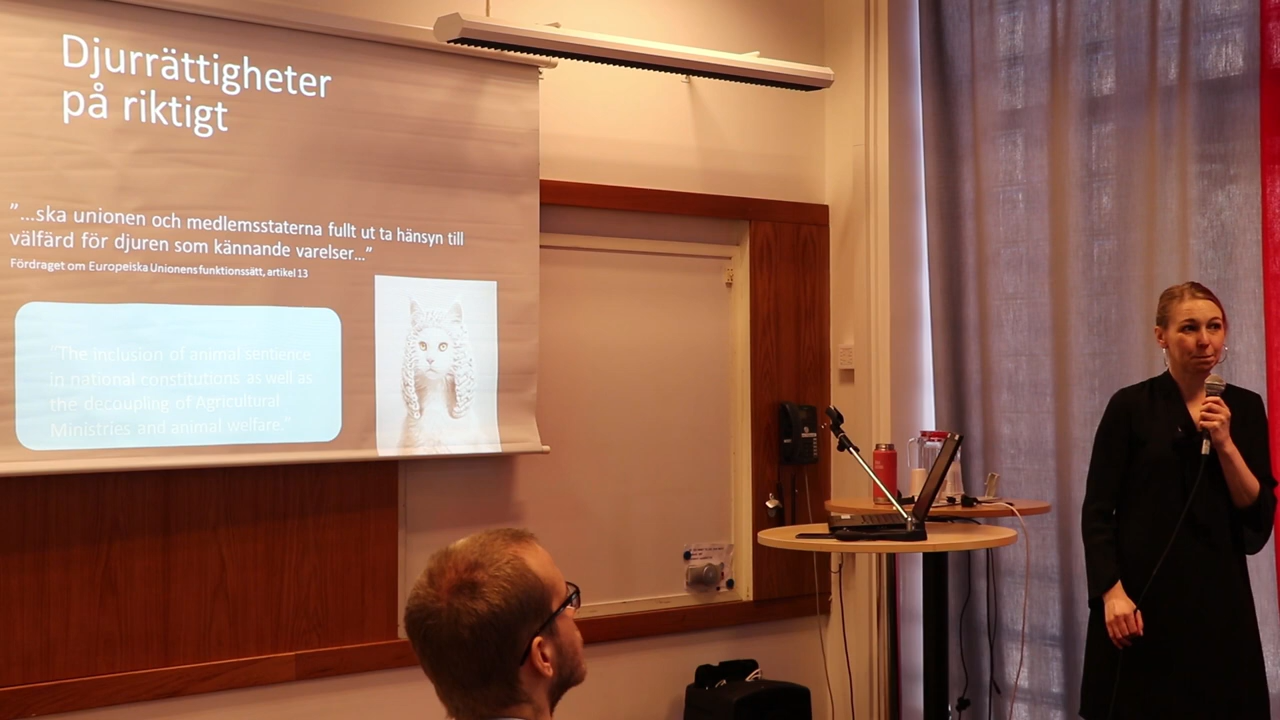 Djurrättigheter
på riktigt
”...ska unionen och medlemsstaterna fullt ut ta hänsyn till
välfärd för djuren som kännande varelser...”
Fördraget om Europeiska Unionens funktionssätt, artikel 13
"The inclusion of animal sentience
in national constitutions as well as
the decoupling of Agricultural
Ministries and animal welfare."